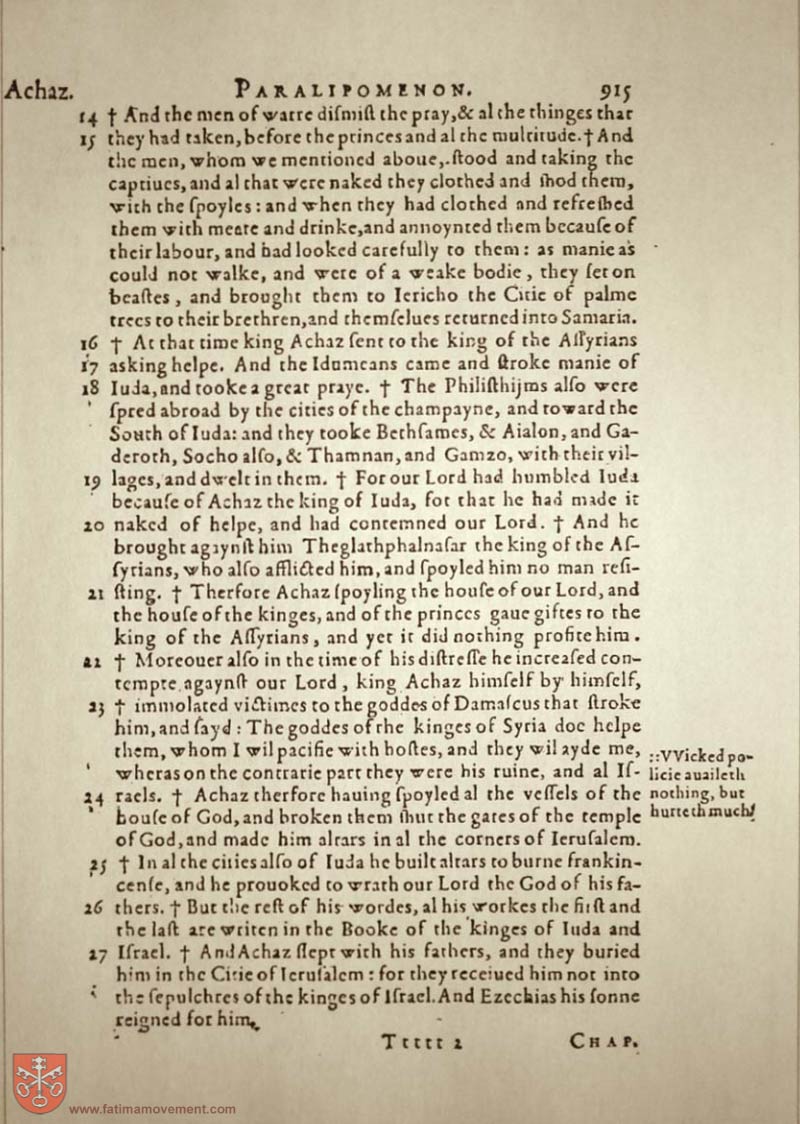 Achaz. PARALIPOMENON. 915
14 † And the men of warre diſmiſt the pray,& al the thinges that
15 they had taken, before the princes and al the multitude. † And
the men, whom we mentioned aboue, ſtood and taking the
captiues, and al that were naked they clothed and ſhod them,
with the ſpoyles: and when they had clothed and refreſhed
them with meate and drinke, and annoynted them becauſe of
their labour, and had looked carefully to them: as manie as
could not walke, and were of a weake bodie, they ſet on
beaſtes, and brought them to Iericho the Citie of palme
trees to their brethren, and themſelues returned into Samaria.
16 † At that time king Achaz ſent to the king of the Aſſyrians
17 asking helpe. And the Idumeans came and ſtroke manie of
18 Iuda, and tooke a great praye. † The Philiſthijms alſo were
ſpred abroad by the cities of the champayne, and toward the
South of Iuda: and they tooke Bethſames, & Aialon, and Ga-
deroth, Socho alſo, & Thamnan, and Gamzo, with their vil-
19 lages, and dwelt in them. † For our Lord had humbled Iuda
becauſe of Achaz the king of Iuda, for that he had made it
20 naked of helpe, and had contemned our Lord. † And he
brought agaynſt him Theglathphalnaſar the king of the Aſ-
ſyrians, who alſo afflicted him, and ſpoyled him no man reſi-
21 ſting. † Therfore Achaz ſpoyling the houſe of our Lord, and
the houſe of the kinges, and of the princes gaue giftes to the
king of the Aſſyrians, and yet it did nothing profite him.
22 † Moreouer alſo in the time of his diſtreſſe he increaſed con-
tempte agaynſt our Lord, king Achaz himſelf by himſelf,
23 † immolated victimes to the goddes of Damaſcus that ſtroke
him, and ſayd: The goddes of the kinges of Syria doe helpe
them, whom I wil pacifie with hoſtes, and they wil ayde me,
wheras on the contrarie part they were his ruine, and al Iſ-
24 raels. † Achaz therfore hauing ſpoyled al the veſſels of the
houſe of God, and broken them ſhut the gates of the temple
of God, and made him altars in al the corners of Ieruſalem.
25 † In al the cities alſo of Iuda he built altars to burne frankin-
cenſe, and he prouoked to wrath our Lord the God of his fa-
26 thers. † But the reſt of his wordes, al his workes the firſt and
the laſt are writen in the Booke of the kinges of Iuda and
27 Iſrael. † And Achaz ſlept with his fathers, and they buried
him in the Citie of Ieruſalem: for they receiued him not into
the ſepulchres of the kinges of Iſrael. And Ezechias his ſonne
reigned for him.
::VVicked po-
licie auaileth
nothing, but
hurteth much!
Ttttt 2 CHAP.
www.fatimamovement.com